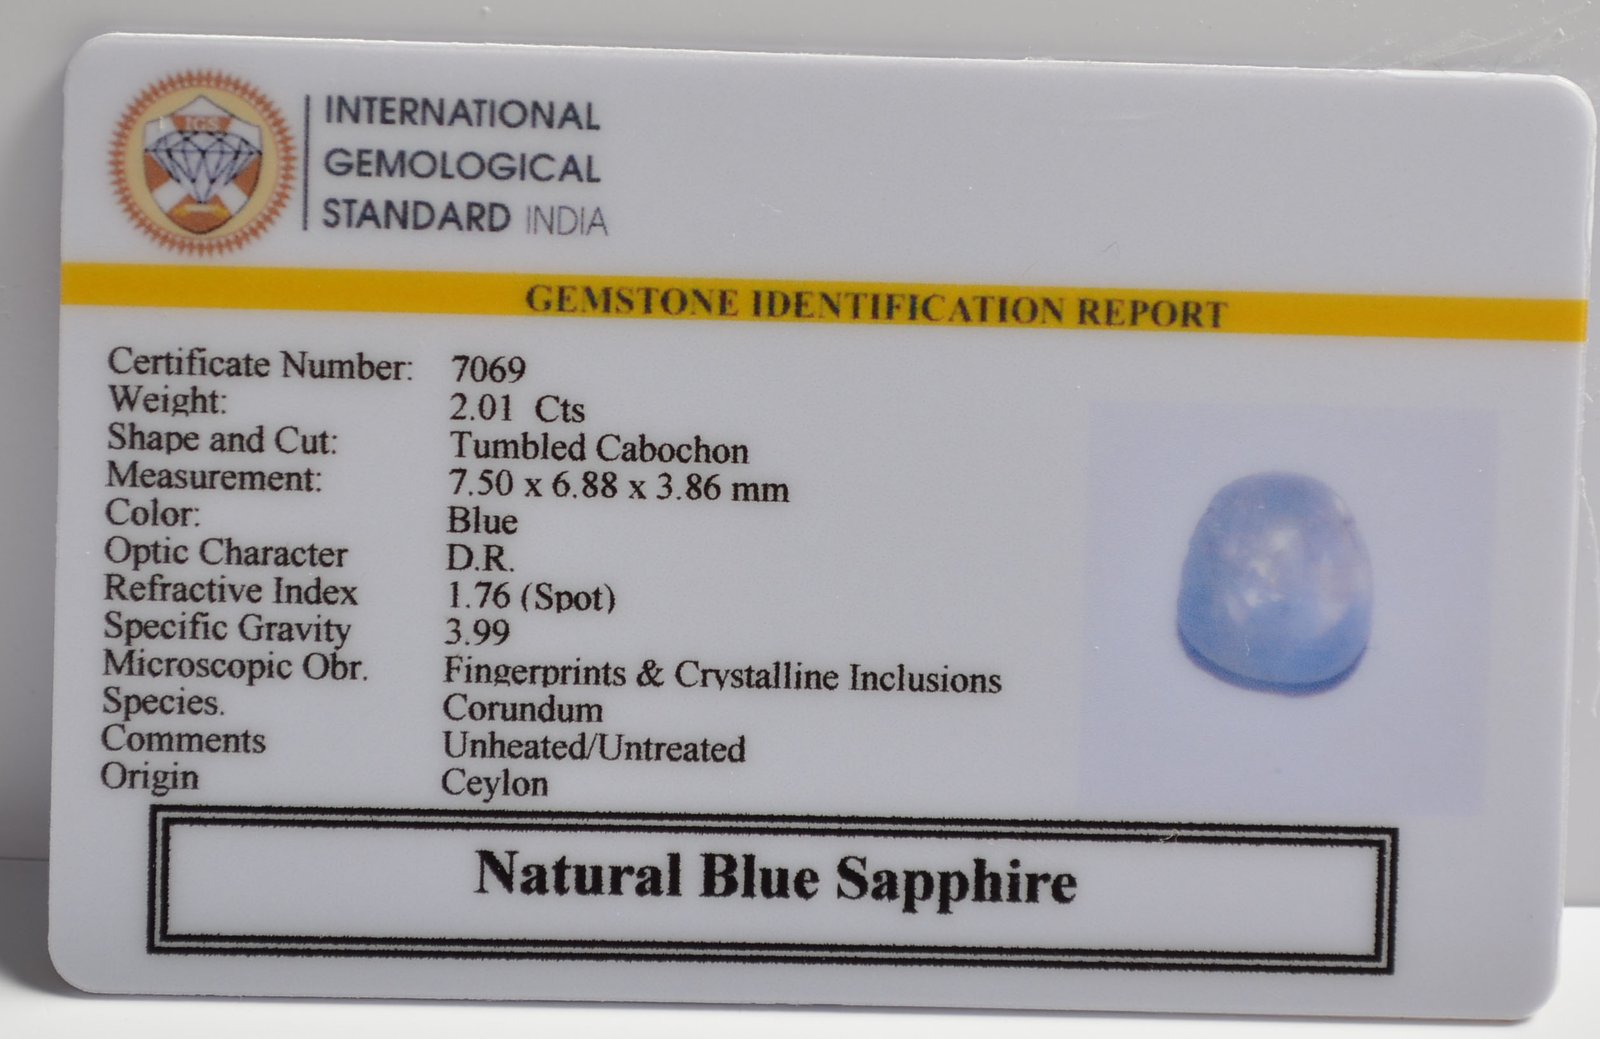 IGS
INTERNATIONAL
GEMOLOGICAL
STANDARD INDIA
GEMSTONE IDENTIFICATION REPORT
Certificate Number: 7069
Weight: 2.01 Cts
Shape and Cut: Tumbled Cabochon
Measurement: 7.50 x 6.88 x 3.86 mm
Color: Blue
Optic Character D.R.
Refractive Index 1.76 (Spot)
Specific Gravity 3.99
Microscopic Obr. Fingerprints & Crystalline Inclusions
Species. Corundum
Comments Unheated/Untreated
Origin Ceylon
Natural Blue Sapphire